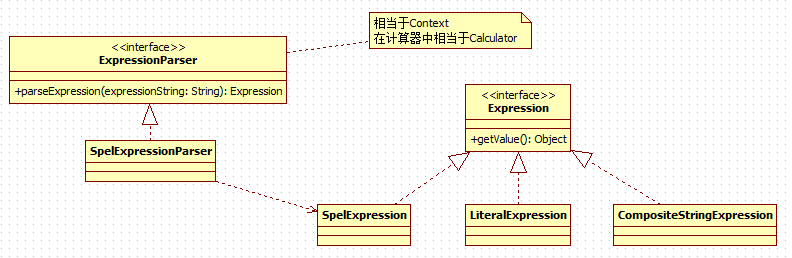 相当于Context
在计算器中相当于Calculator
<<interface>>
ExpressionParser
+parseExpression(expressionString: String): Expression
<<interface>>
Expression
+getValue(): Object
SpelExpressionParser
SpelExpression
LiteralExpression
CompositeStringExpression